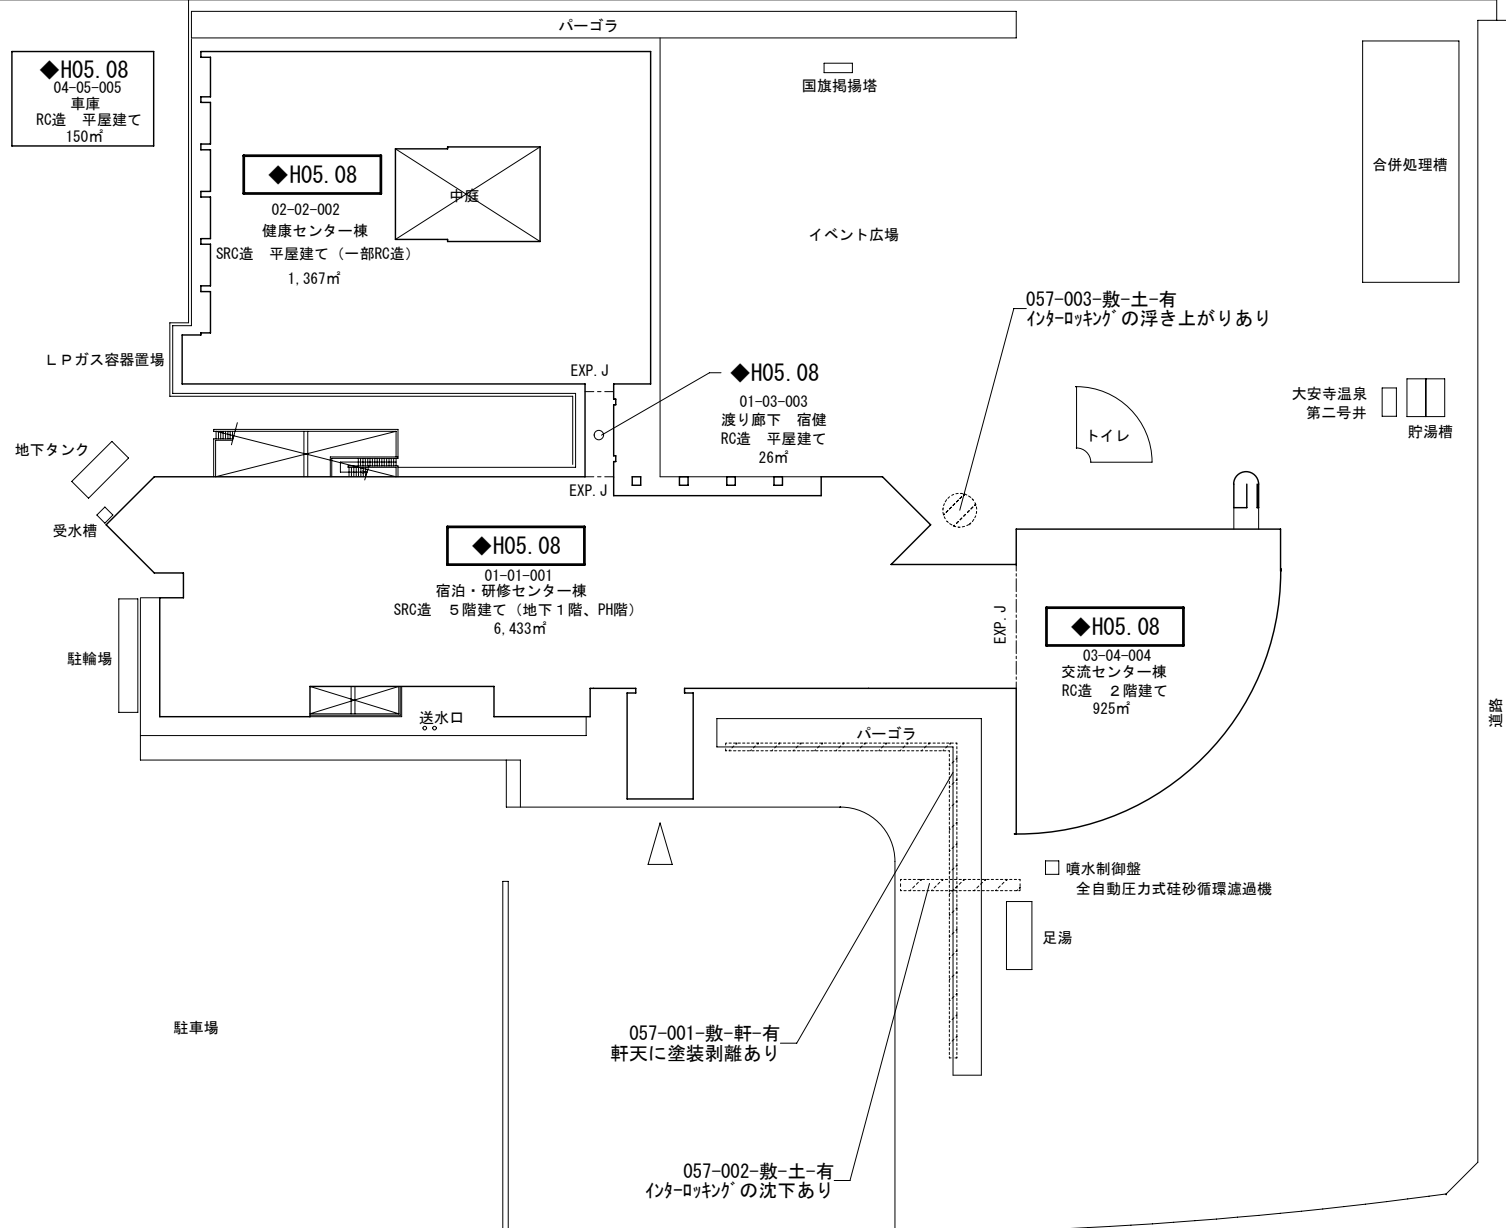 パーゴラ
◆H05.08
04-05-005
車庫
RC造　平屋建て
150㎡
国旗掲揚塔
合併処理槽
◆H05.08
02-02-002
健康センター棟
SRC造　平屋建て（一部RC造）
1,367㎡
中庭
イベント広場
057-003-敷-土-有
ｲﾝﾀｰﾛｯｷﾝｸﾞの浮き上がりあり
ＬＰガス容器置場
EXP.J
◆H05.08
01-03-003
渡り廊下　宿健
RC造　平屋建て
26㎡
大安寺温泉
第二号井
貯湯槽
トイレ
地下タンク
EXP.J
受水槽
◆H05.08
01-01-001
宿泊・研修センター棟
SRC造　５階建て（地下１階、PH階）
6,433㎡
EXP.J
◆H05.08
03-04-004
交流センター棟
RC造　２階建て
925㎡
駐輪場
送水口
パーゴラ
道路
噴水制御盤
全自動圧力式硅砂循環濾過機
足湯
駐車場
057-001-敷-軒-有
軒天に塗装剥離あり
057-002-敷-土-有
ｲﾝﾀｰﾛｯｷﾝｸﾞの沈下あり